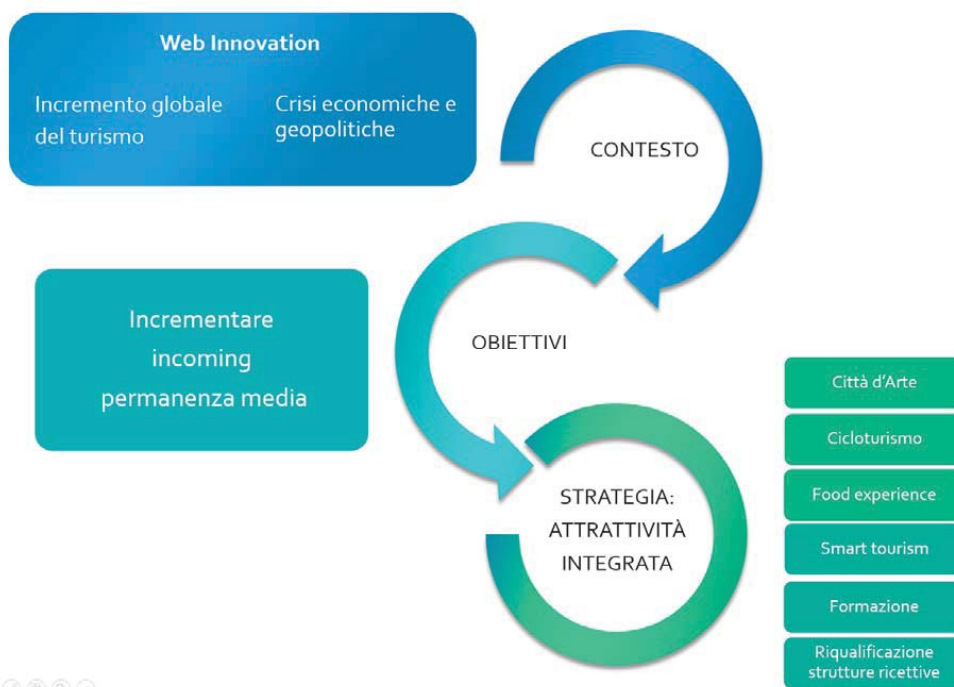 Web Innovation
Incremento globale
del turismo
Crisi economiche e
geopolitiche
CONTESTO
Incrementare
incoming
permanenza media
OBIETTIVI
STRATEGIA:
ATTRATTIVITÀ
INTEGRATA
Città d'Arte
Cicloturismo
Food experience
Smart tourism
Formazione
Riqualificazione
strutture ricettive